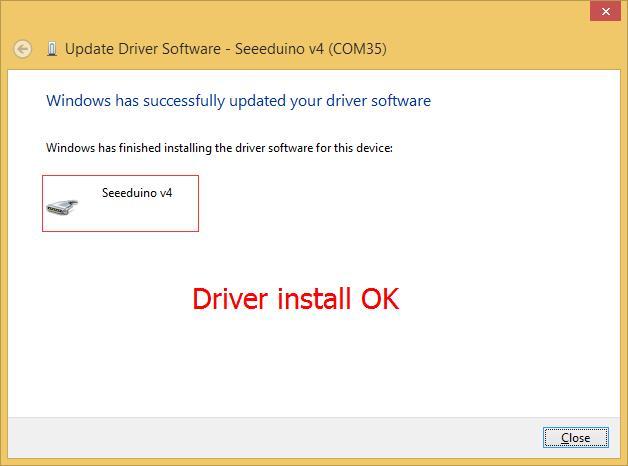 Update Driver Software - Seeeduino v4 (COM35)
Windows has successfully updated your driver software
Windows has finished installing the driver software for this device:
Seeeduino v4
Driver install OK
Close